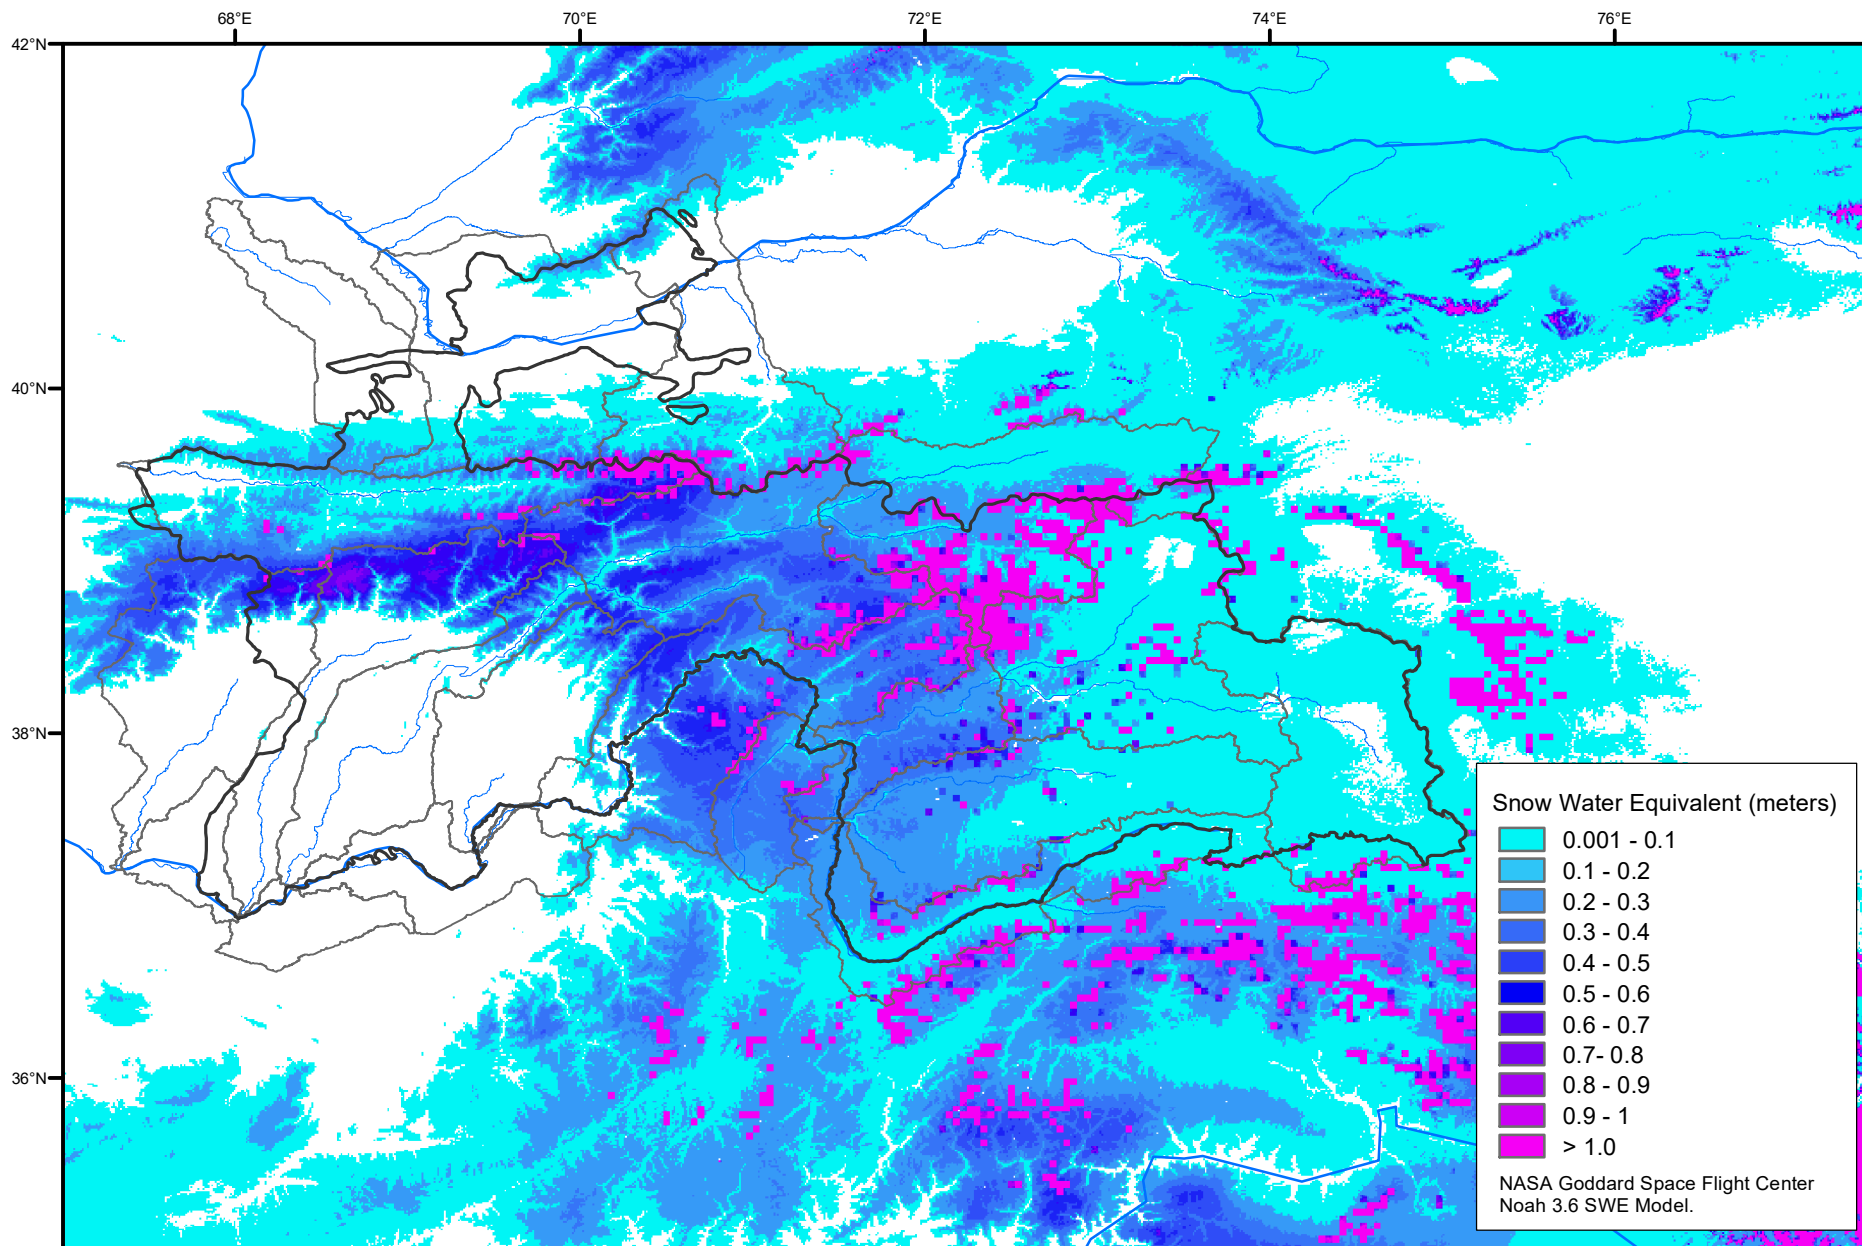 68°E
70°E
72°E
74°E
76°E
42°N
40°N
38°N
36°N
Snow Water Equivalent (meters)
0.001 - 0.1
0.1 - 0.2
0.2 - 0.3
0.3 - 0.4
0.4 - 0.5
0.5 - 0.6
0.6 - 0.7
0.7- 0.8
0.8 - 0.9
0.9 - 1
> 1.0
NASA Goddard Space Flight Center
Noah 3.6 SWE Model.